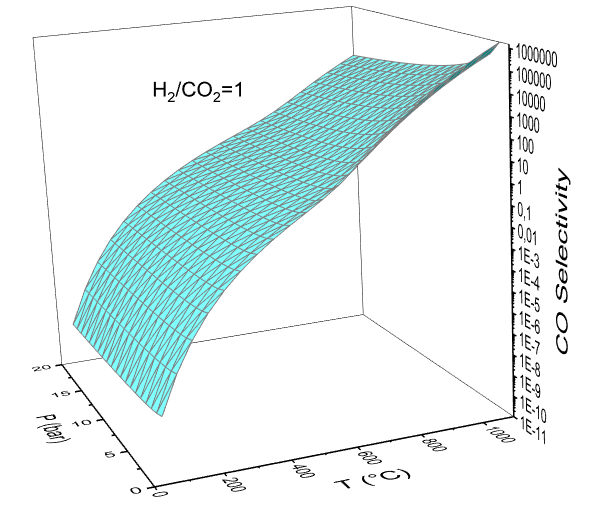 H₂/CO₂=1
1000000
100000
10000
1000
100
10
1
0,1
0,01
1E-3
1E-4
1E-5
1E-6
1E-7
1E-8
1E-9
1E-10
1E-11
CO Selectivity
20
15
10
5
0
P (bar)
0
200
400
600
800
1000
T (°C)